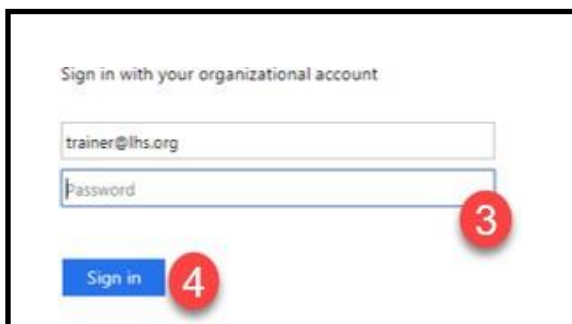 Sign in with your organizational account
trainer@lhs.org
Password
3
Sign in
4